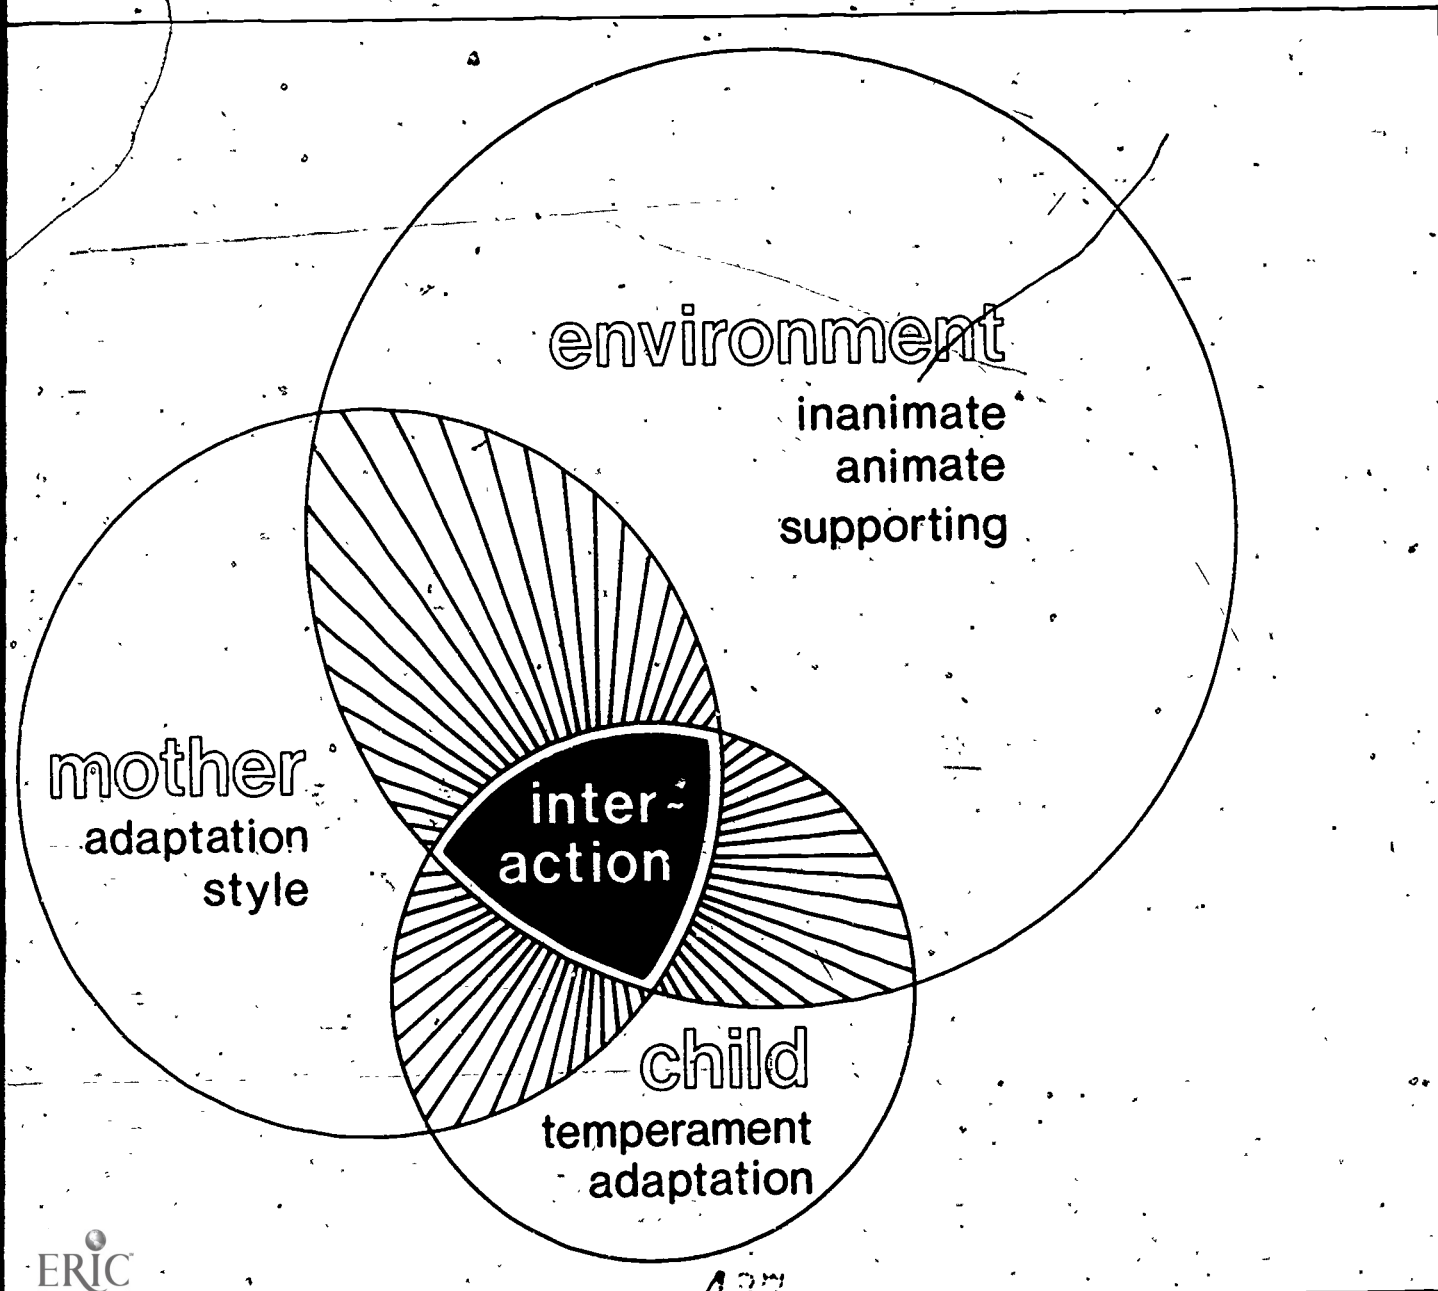 environment
inanimate
animate
supporting
mother
adaptation
style
inter-
action
child
temperament
adaptation
ERIC